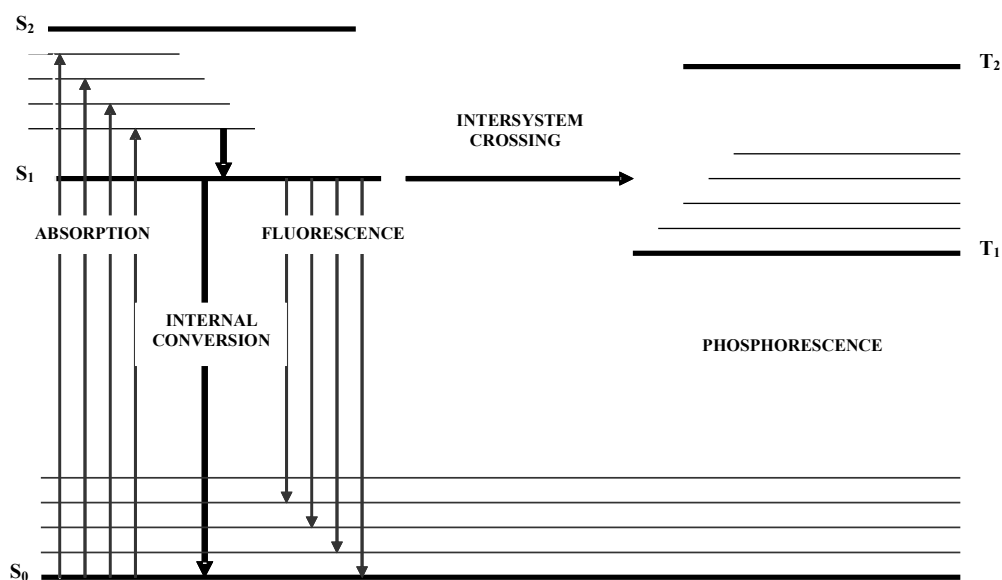 S₂
T₂
INTERSYSTEM
CROSSING
S₁
ABSORPTION
FLUORESCENCE
T₁
INTERNAL
CONVERSION
PHOSPHORESCENCE
S₀